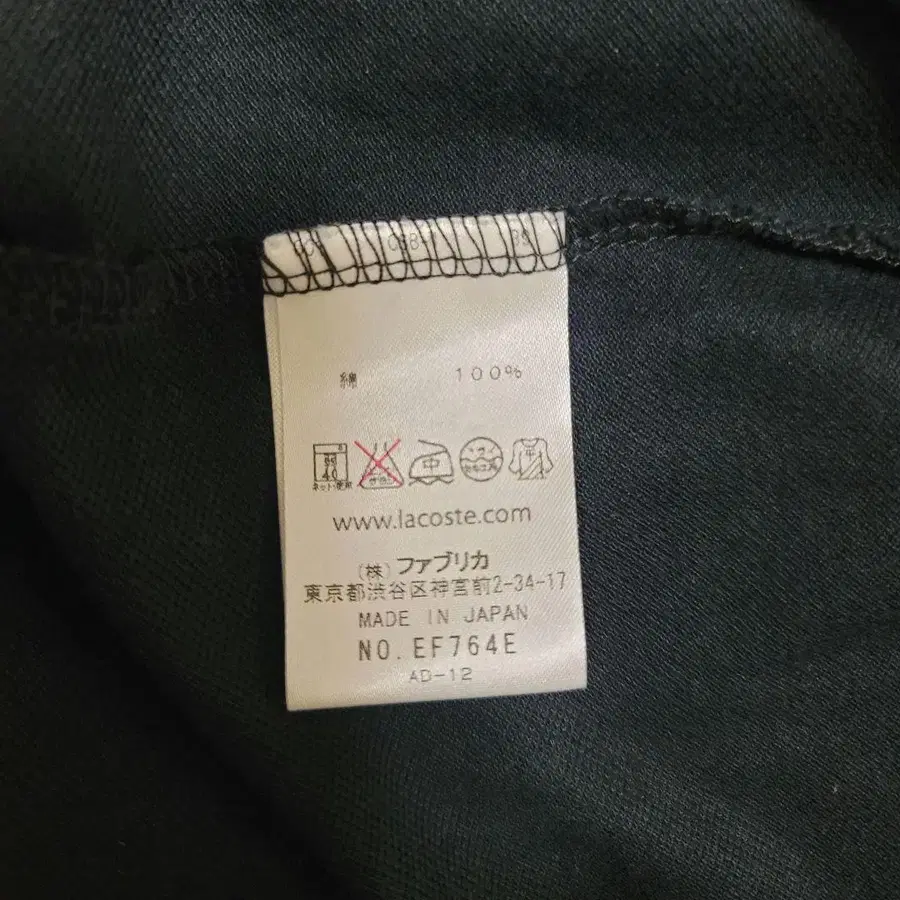 綿 100%
40
ネット使用
中
www.lacoste.com
(株) ファブリカ
東京都渋谷区神宮前2-34-17
MADE IN JAPAN
NO. EF764E
AD-12